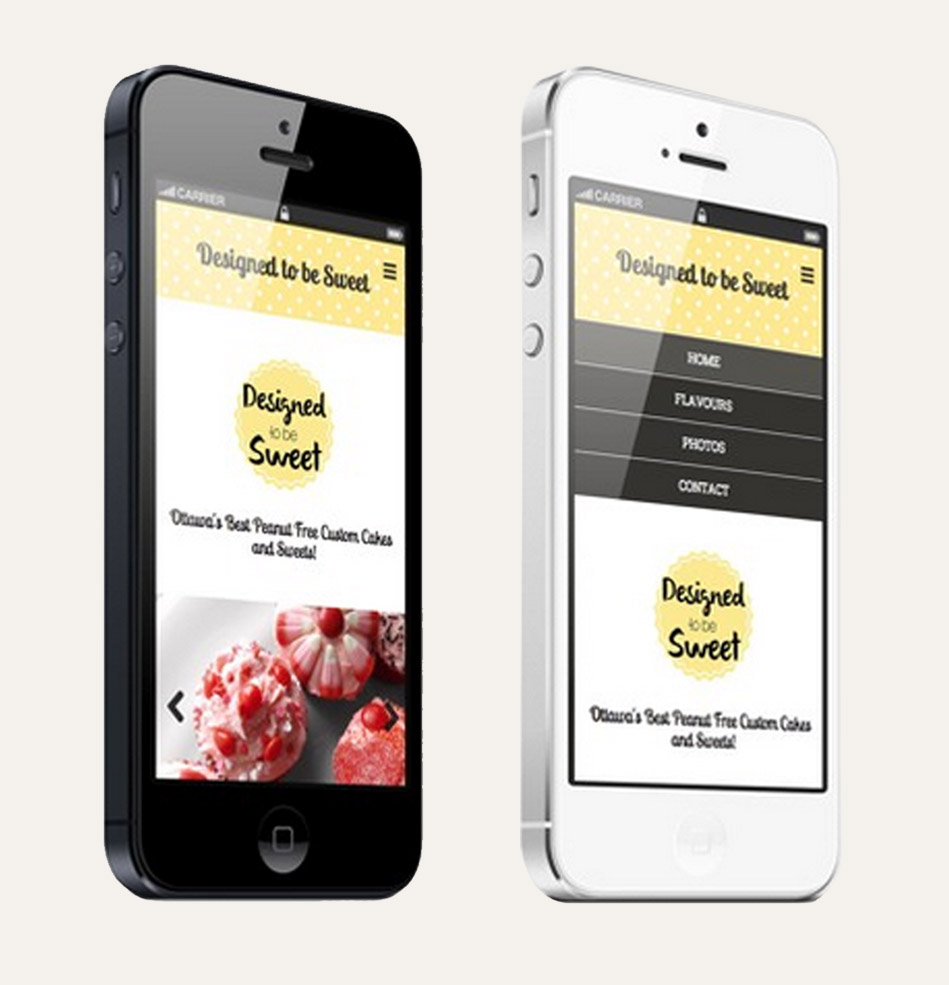 CARRIER
Designed to be Sweet
Designed
to be
Sweet
Ottawa's Best Peanut Free Custom Cakes
and Sweets!
CARRIER
Designed to be Sweet
HOME
FLAVOURS
PHOTOS
CONTACT
Designed
to be
Sweet
Ottawa's Best Peanut Free Custom Cakes
and Sweets!